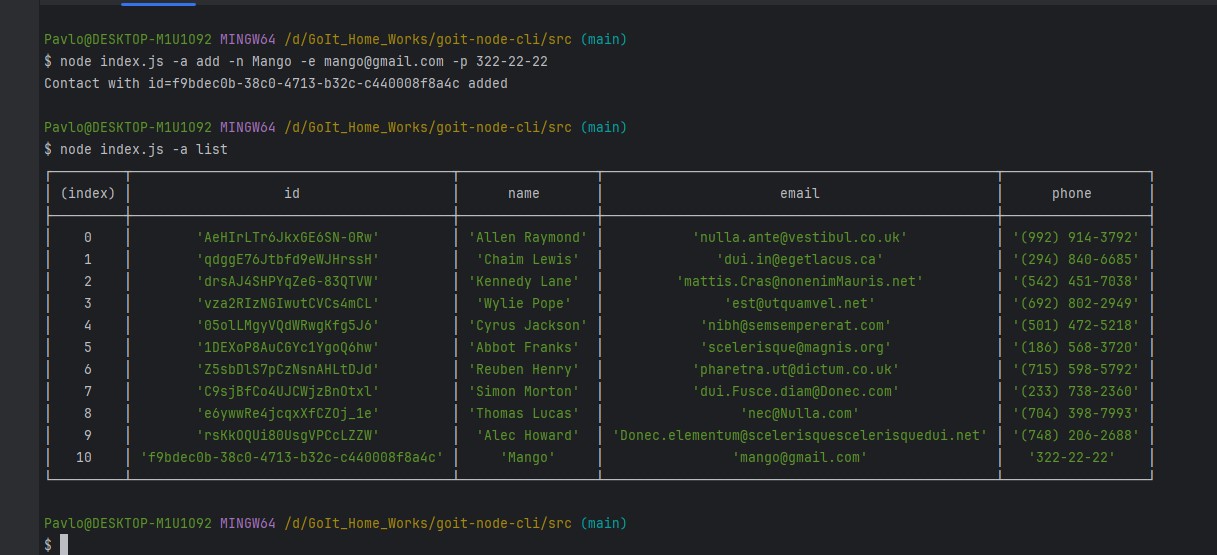 Pavlo@DESKTOP-M1U1O92 MINGW64 /d/GoIt_Home_Works/goit-node-cli/src (main)
$ node index.js -a add -n Mango -e mango@gmail.com -p 322-22-22
Contact with id=f9bdec0b-38c0-4713-b32c-c440008f8a4c added
Pavlo@DESKTOP-M1U1O92 MINGW64 /d/GoIt_Home_Works/goit-node-cli/src (main)
$ node index.js -a list
(index) id name email phone
0 'AeHIrLTr6JkxGE6SN-0Rw' 'Allen Raymond' 'nulla.ante@vestibul.co.uk' '(992) 914-3792'
1 'qdggE76Jtbfd9eWJHrssH' 'Chaim Lewis' 'dui.in@egetlacus.ca' '(294) 840-6685'
2 'drsAJ4SHPYqZeG-83QTVW' 'Kennedy Lane' 'mattis.Cras@nonenimMauris.net' '(542) 451-7038'
3 'vza2RIzNGIwutCVCs4mCL' 'Wylie Pope' 'est@utquamvel.net' '(692) 802-2949'
4 '05olLMgyVQdWRwgKfg5J6' 'Cyrus Jackson' 'nibh@semsempererat.com' '(501) 472-5218'
5 '1DEXoP8AuCGYc1YgoQ6hw' 'Abbot Franks' 'scelerisque@magnis.org' '(186) 568-3720'
6 'Z5sbDlS7pCzNsnAHLtDJd' 'Reuben Henry' 'pharetra.ut@dictum.co.uk' '(715) 598-5792'
7 'C9sjBfCo4UJCWjzBnOtxl' 'Simon Morton' 'dui.Fusce.diam@Donec.com' '(233) 738-2360'
8 'e6ywwRe4jcqxXfCZOj_1e' 'Thomas Lucas' 'nec@Nulla.com' '(704) 398-7993'
9 'rsKkOQUi80UsgVPCcLZZW' 'Alec Howard' 'Donec.elementum@scelerisquescelerisquedui.net' '(748) 206-2688'
10 'f9bdec0b-38c0-4713-b32c-c440008f8a4c' 'Mango' 'mango@gmail.com' '322-22-22'
Pavlo@DESKTOP-M1U1O92 MINGW64 /d/GoIt_Home_Works/goit-node-cli/src (main)
$